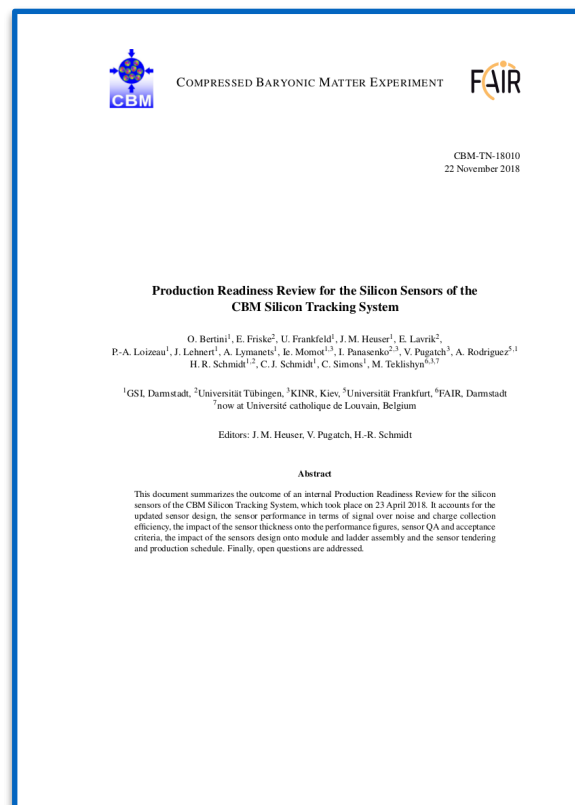 CBM
COMPRESSED BARYONIC MATTER EXPERIMENT
FAIR
CBM-TN-18010
22 November 2018
Production Readiness Review for the Silicon Sensors of the
CBM Silicon Tracking System
O. Bertini¹, E. Friske², U. Frankfeld¹, J. M. Heuser¹, E. Lavrik²,
P.-A. Loizeau¹, J. Lehnert¹, A. Lymanets¹, Ie. Momot¹,³, I. Panasenko²,³, V. Pugatch³, A. Rodriguez⁵,¹
H. R. Schmidt¹,², C. J. Schmidt¹, C. Simons¹, M. Teklishyn⁶,³,⁷
¹GSI, Darmstadt, ²Universität Tübingen, ³KINR, Kiev, ⁵Universität Frankfurt, ⁶FAIR, Darmstadt
⁷now at Université catholique de Louvain, Belgium
Editors: J. M. Heuser, V. Pugatch, H.-R. Schmidt
Abstract
This document summarizes the outcome of an internal Production Readiness Review for the silicon
sensors of the CBM Silicon Tracking System, which took place on 23 April 2018. It accounts for the
updated sensor design, the sensor performance in terms of signal over noise and charge collection
efficiency, the impact of the sensor thickness onto the performance figures, sensor QA and acceptance
criteria, the impact of the sensors design onto module and ladder assembly and the sensor tendering
and production schedule. Finally, open questions are addressed.